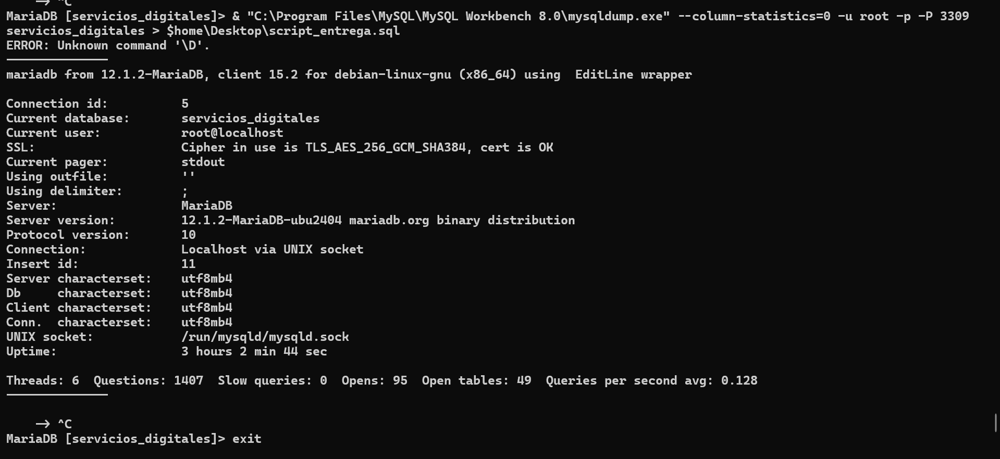 —> ^C
MariaDB [servicios_digitales]> & "C:\Program Files\MySQL\MySQL Workbench 8.0\mysqldump.exe" --column-statistics=0 -u root -p -P 3309
servicios_digitales > $home\Desktop\script_entrega.sql
ERROR: Unknown command '\D'.
--------------
mariadb from 12.1.2-MariaDB, client 15.2 for debian-linux-gnu (x86_64) using  EditLine wrapper

Connection id:          5
Current database:       servicios_digitales
Current user:           root@localhost
SSL:                    Cipher in use is TLS_AES_256_GCM_SHA384, cert is OK
Current pager:          stdout
Using outfile:          ''
Using delimiter:        ;
Server:                 MariaDB
Server version:         12.1.2-MariaDB-ubu2404 mariadb.org binary distribution
Protocol version:       10
Connection:             Localhost via UNIX socket
Insert id:              11
Server characterset:    utf8mb4
Db     characterset:    utf8mb4
Client characterset:    utf8mb4
Conn.  characterset:    utf8mb4
UNIX socket:            /run/mysqld/mysqld.sock
Uptime:                 3 hours 2 min 44 sec

Threads: 6  Questions: 1407  Slow queries: 0  Opens: 95  Open tables: 49  Queries per second avg: 0.128
--------------

    -> ^C
MariaDB [servicios_digitales]> exit